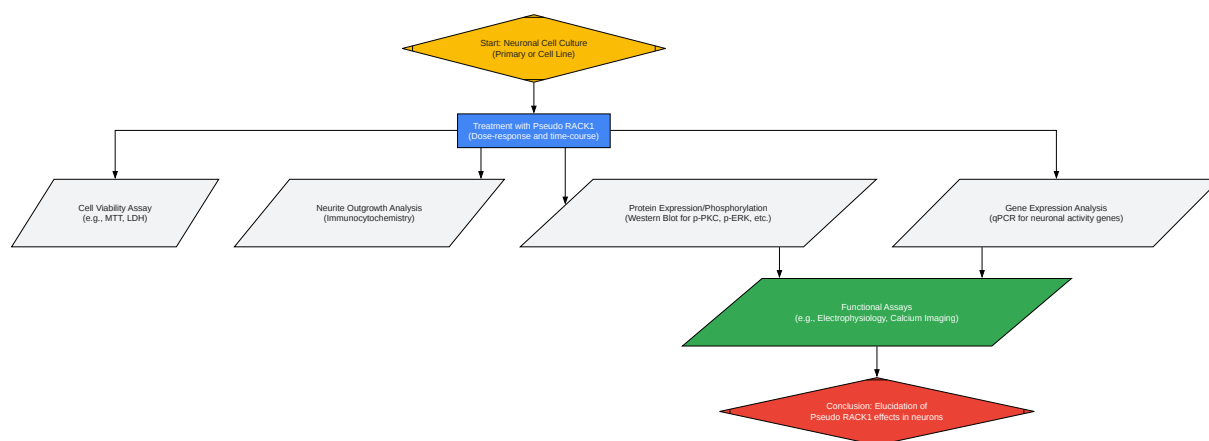 Start: Neuronal Cell Culture
(Primary or Cell Line)
Treatment with Pseudo RACK1
(Dose-response and time-course)
Cell Viability Assay
(e.g., MTT, LDH)
Neurite Outgrowth Analysis
(Immunocytochemistry)
Protein Expression/Phosphorylation
(Western Blot for p-PKC, p-ERK, etc.)
Gene Expression Analysis
(qPCR for neuronal activity genes)
Functional Assays
(e.g., Electrophysiology, Calcium Imaging)
Conclusion: Elucidation of
Pseudo RACK1 effects in neurons